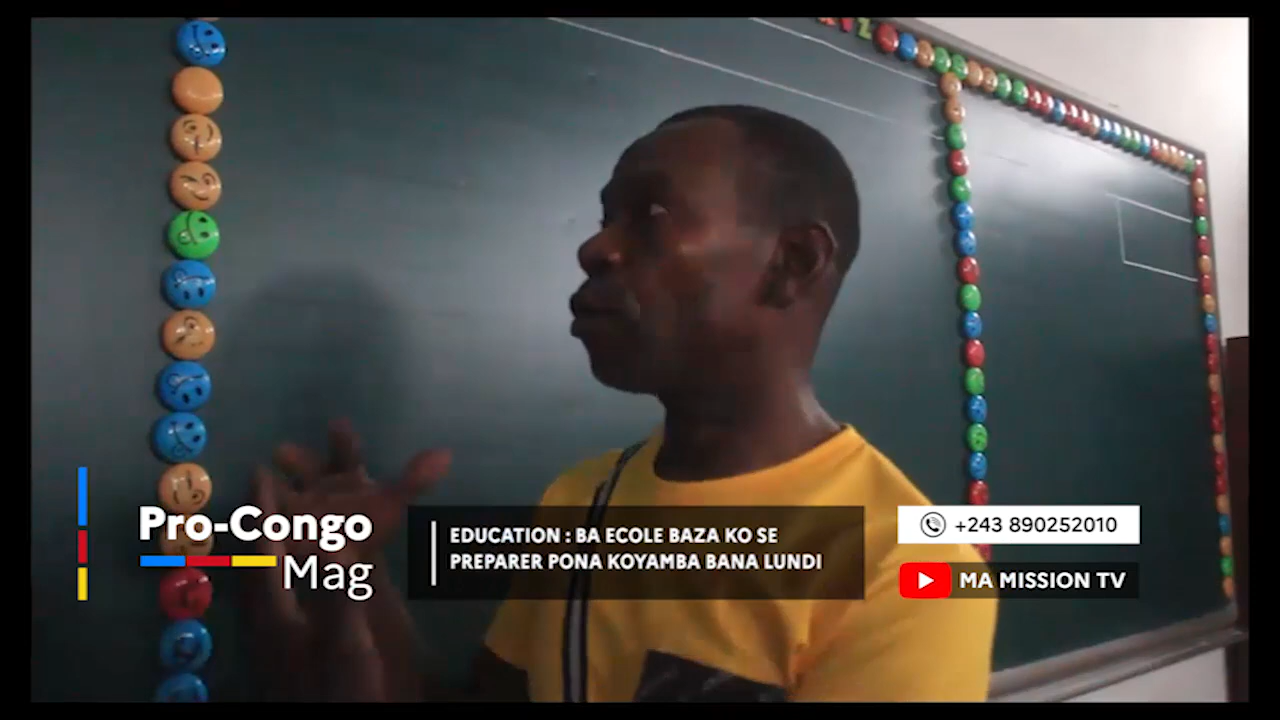 Pro-Congo
Mag
EDUCATION : BA ECOLE BAZA KO SE
PREPARER PONA KOYAMBA BANA LUNDI
+243 890252010
MA MISSION TV